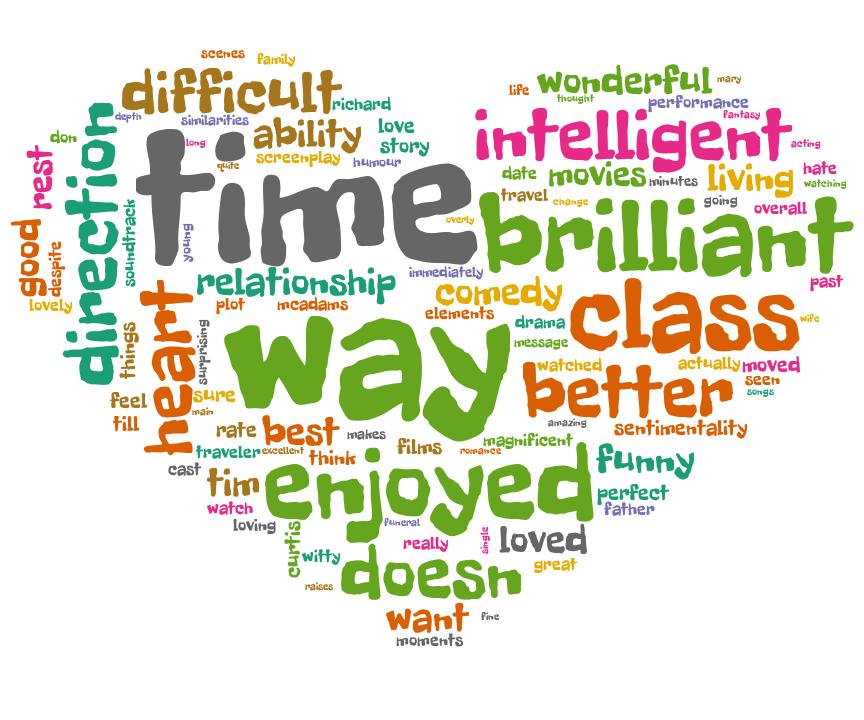 scenes
family
difficult
richard
life
wonderful
mary
thought
performance
depth
similarities
don
direction
long
ability
love
story
intelligent
fantasy
acting
rest
time
quite
screenplay
humour
date
movies
minutes
living
hate
watching
travel
change
going
overall
good
despite
soundtrack
young
overly
brilliant
relationship
immediately
past
lovely
plot
mcadams
comedy
elements
class
wife
things
heart
surprising
way
drama
message
watched
actually
moved
feel
sure
better
seen
songs
till
main
amazing
sentimentality
rate
best
makes
films
magnificent
traveler
excellent
think
romance
funny
cast
tim
enjoyed
perfect
father
watch
loving
curtis
funeral
single
loved
witty
really
great
raises
doesn
want
fine
moments